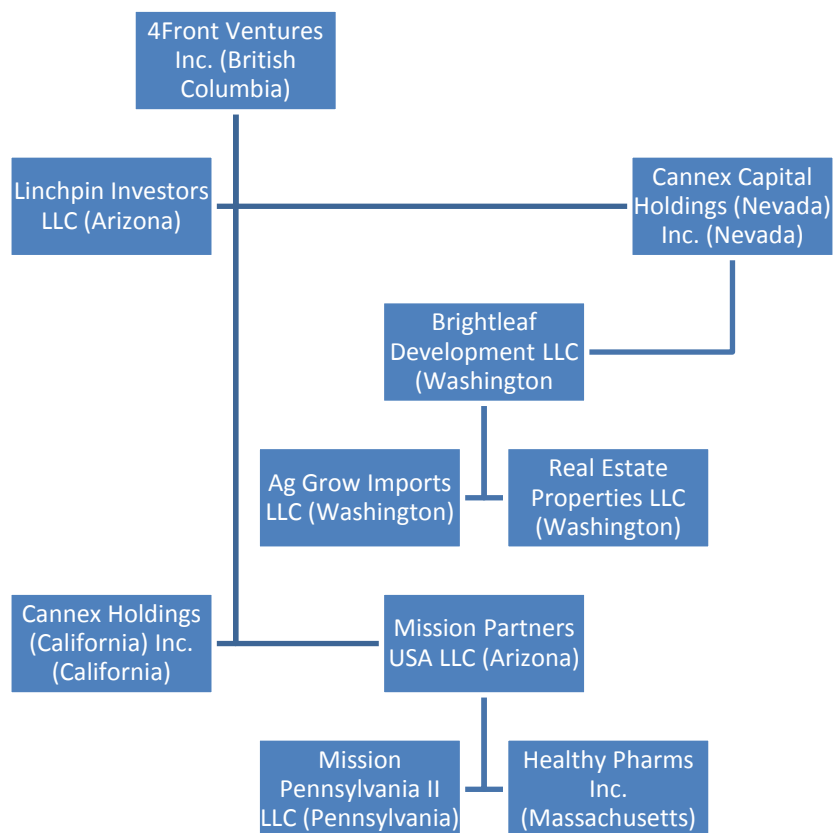 4Front Ventures
Inc. (British
Columbia)
Linchpin Investors
LLC (Arizona)
Cannex Capital
Holdings (Nevada)
Inc. (Nevada)
Brightleaf
Development LLC
(Washington
Ag Grow Imports
LLC (Washington)
Real Estate
Properties LLC
(Washington)
Cannex Holdings
(California) Inc.
(California)
Mission Partners
USA LLC (Arizona)
Mission
Pennsylvania II
LLC (Pennsylvania)
Healthy Pharms
Inc.
(Massachusetts)